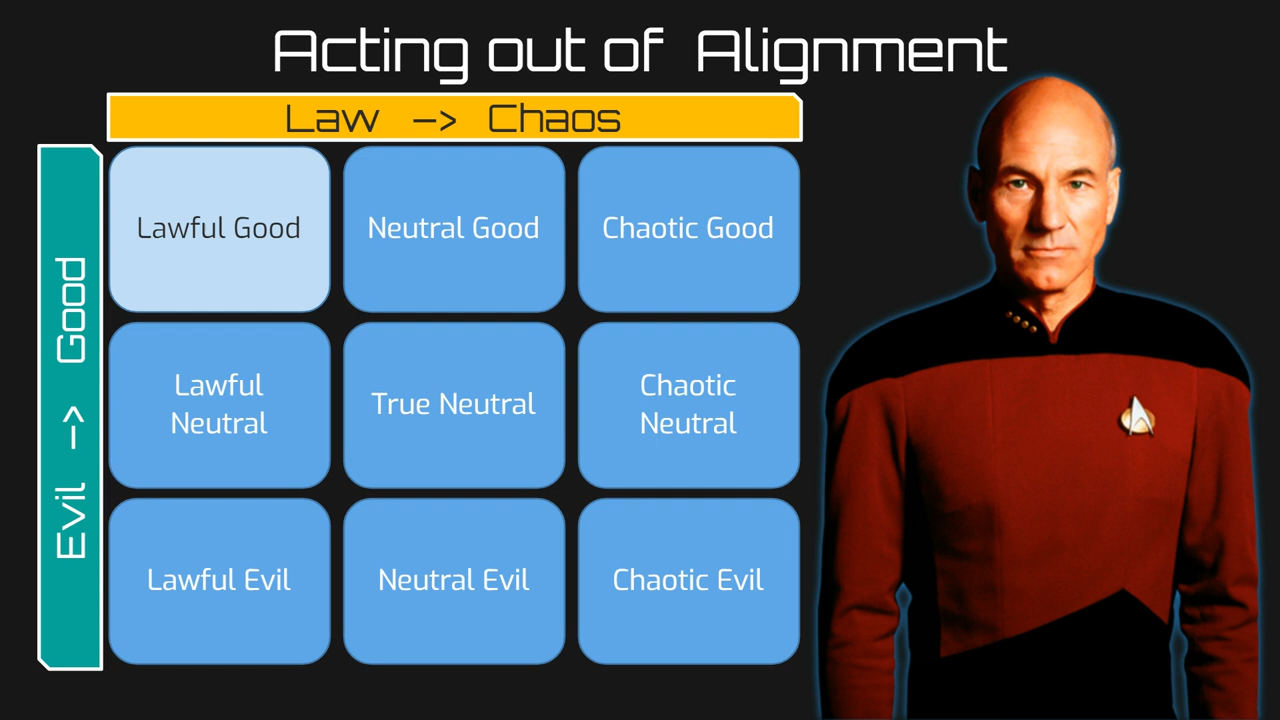 Acting out of Alignment
Law -> Chaos
Evil -> Good
Lawful Good
Neutral Good
Chaotic Good
Lawful
Neutral
True Neutral
Chaotic
Neutral
Lawful Evil
Neutral Evil
Chaotic Evil